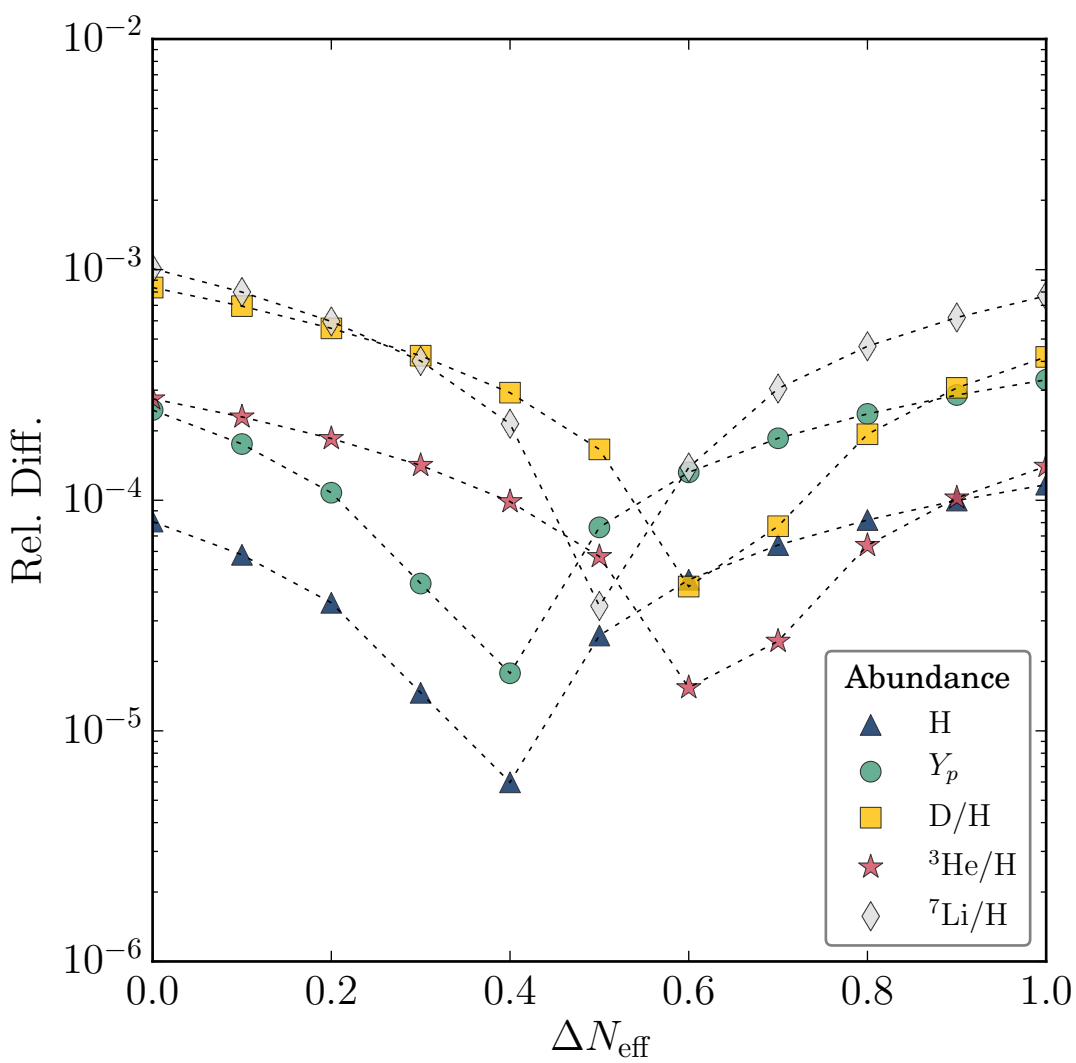 10⁻²
10⁻³
10⁻⁴
10⁻⁵
10⁻⁶
Rel. Diff.
Abundance
H
Yₚ
D/H
³He/H
⁷Li/H
0.0 0.2 0.4 0.6 0.8 1.0
ΔN_eff